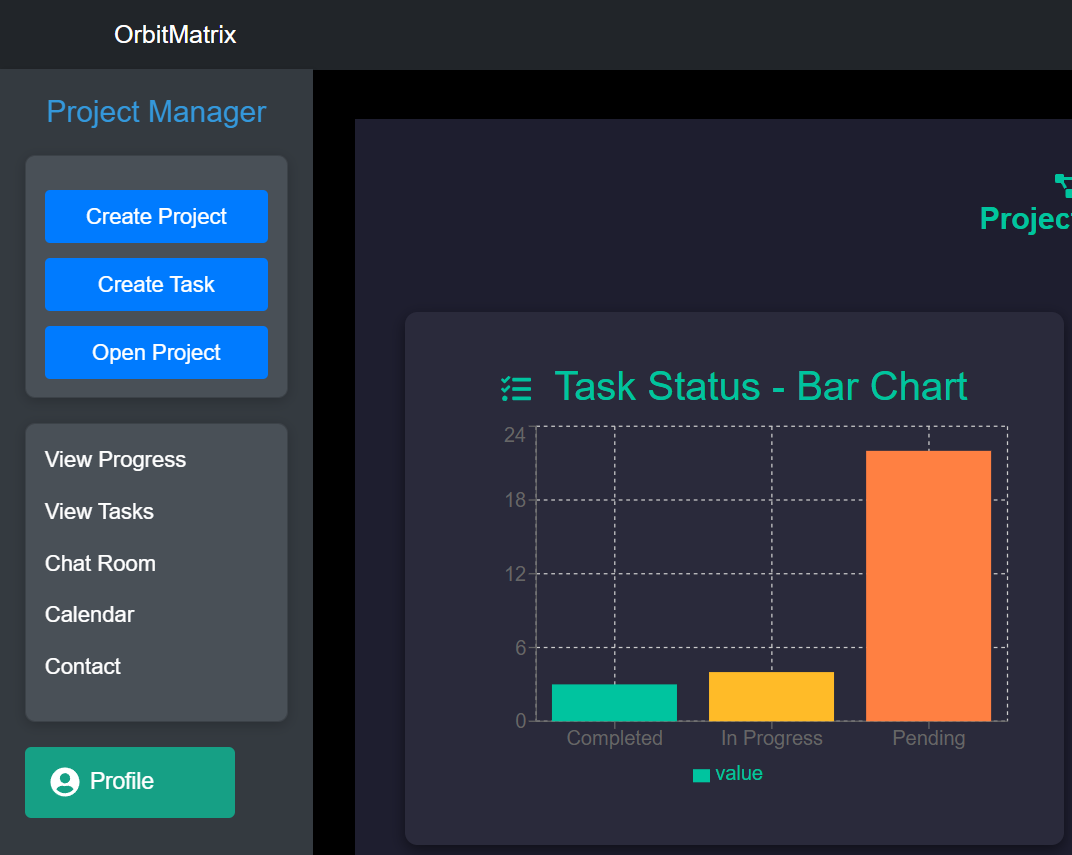 OrbitMatrix
Project Manager
Create Project
Create Task
Open Project
View Progress
View Tasks
Chat Room
Calendar
Contact
Profile
Projec
Task Status - Bar Chart
24
18
12
6
0
Completed In Progress Pending
value